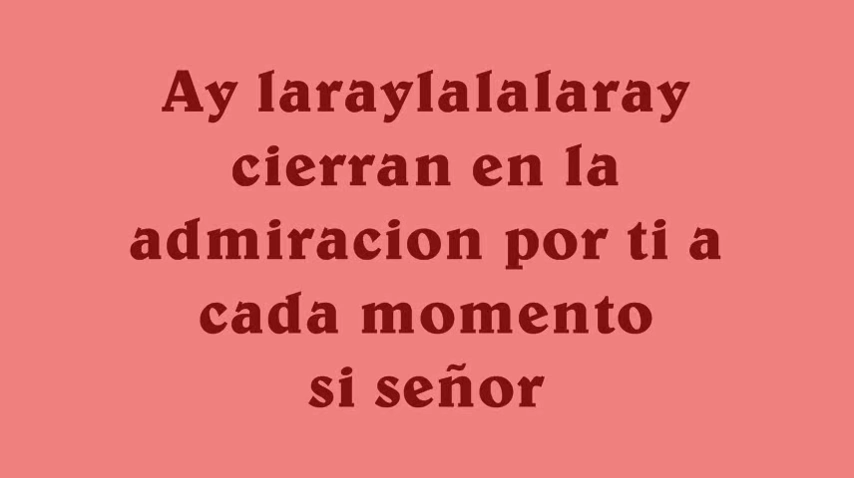 Ay laraylalalaray
cierran en la
admiracion por ti a
cada momento
si señor